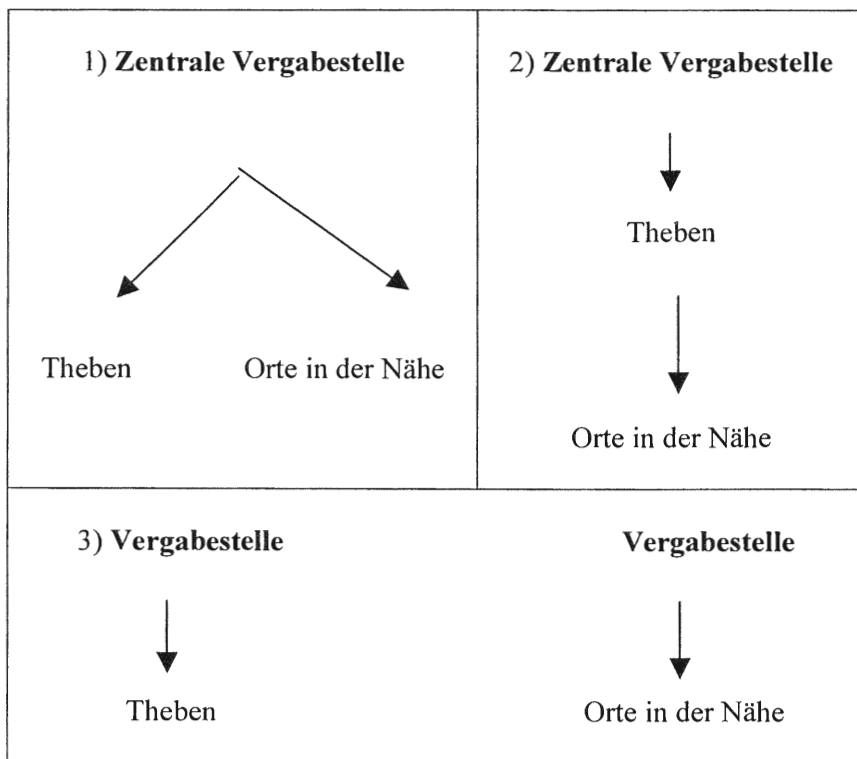 1) Zentrale Vergabestelle
Theben
Orte in der Nähe
2) Zentrale Vergabestelle
Theben
Orte in der Nähe
3) Vergabestelle
Vergabestelle
Theben
Orte in der Nähe